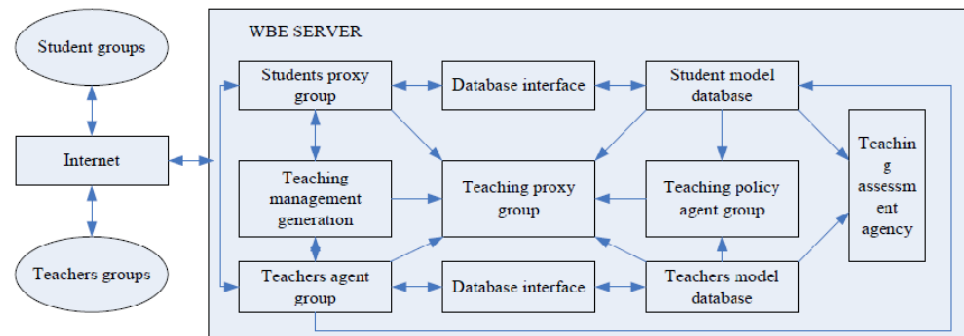 WBE SERVER
Student groups
Students proxy
group
Database interface
Student model
database
Internet
Teaching
management
generation
Teaching proxy
group
Teaching policy
agent group
Teachin
g
assessm
ent
agency
Teachers groups
Teachers agent
group
Database interface
Teachers model
database